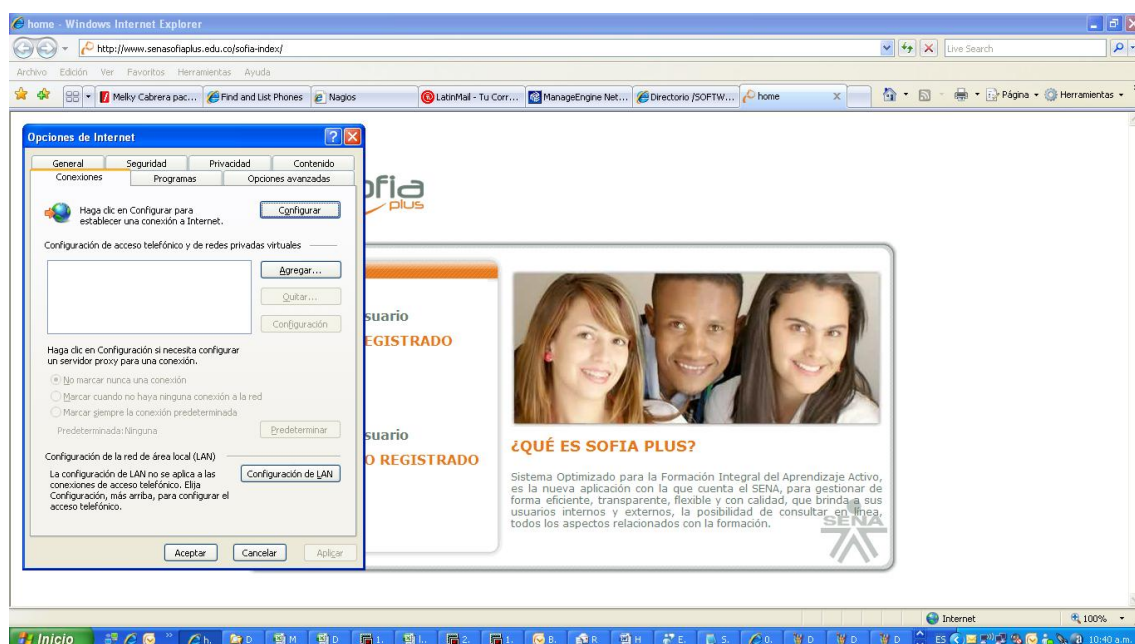 home - Windows Internet Explorer
http://www.senasofiaplus.edu.co/sofia-index/
Live Search
Archivo Edición Ver Favoritos Herramientas Ayuda
Melky Cabrera pac... Find and List Phones Nagios LatinMail - Tu Corr... ManageEngine Net... Directorio /SOFTW... home Página Herramientas
Opciones de Internet
General Seguridad Privacidad Contenido
Conexiones Programas Opciones avanzadas
Haga clic en Configurar para
establecer una conexión a Internet.
Configurar
Configuración de acceso telefónico y de redes privadas virtuales
Agregar...
Quitar...
Configuración
Haga clic en Configuración si necesita configurar
un servidor proxy para una conexión.
No marcar nunca una conexión
Marcar cuando no haya ninguna conexión a la red
Marcar siempre la conexión predeterminada
Predeterminada: Ninguna
Predeterminar
Configuración de la red de área local (LAN)
La configuración de LAN no se aplica a las
conexiones de acceso telefónico. Elija
Configuración, más arriba, para configurar el
acceso telefónico.
Configuración de LAN
Aceptar Cancelar Aplicar
ofia
plus
suario
EGISTRADO
suario
O REGISTRADO
¿QUÉ ES SOFIA PLUS?
Sistema Optimizado para la Formación Integral del Aprendizaje Activo,
es la nueva aplicación con la que cuenta el SENA, para gestionar de
forma eficiente, transparente, flexible y con calidad, que brinda a sus
usuarios internos y externos, la posibilidad de consultar en línea,
todos los aspectos relacionados con la formación.
SENA
Internet 100%
Inicio h. D M D 1. I.. 2. 1. B. R H E. S. O. D D D ES 10:40 a.m.